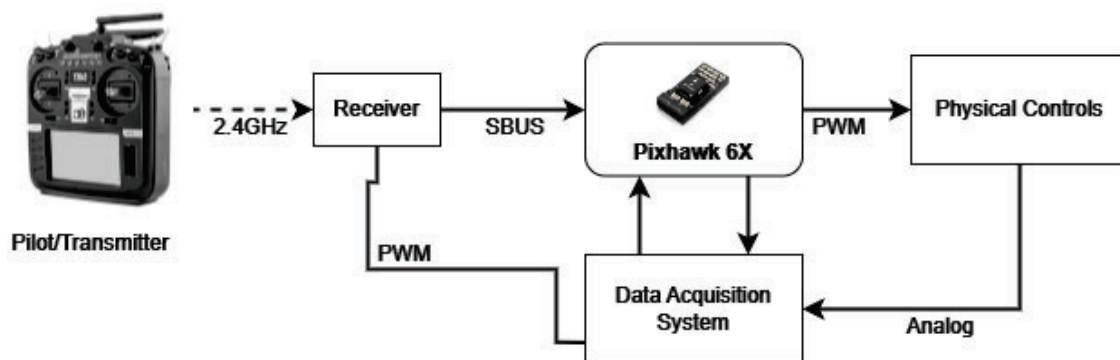 2.4GHz
Receiver
SBUS
Pixhawk 6X
PWM
Physical Controls
Pilot/Transmitter
PWM
Data Acquisition
System
Analog